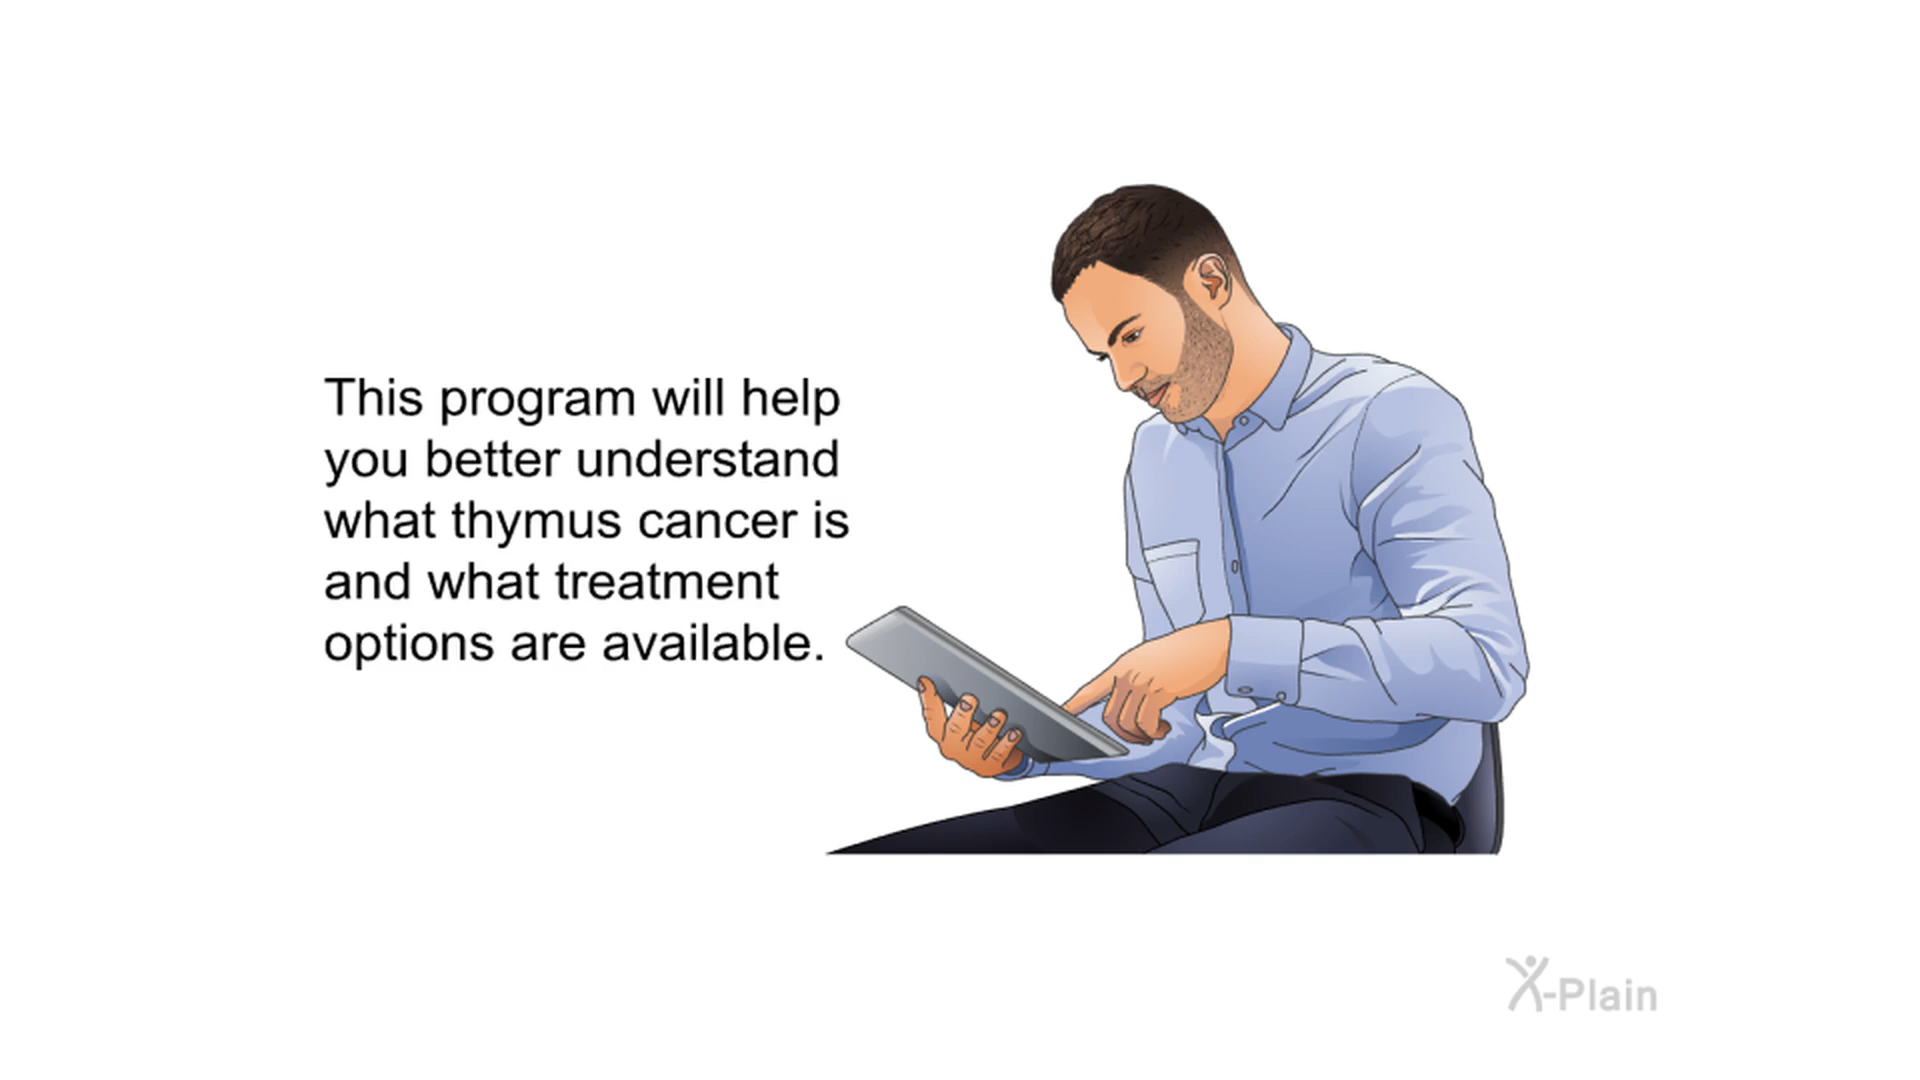 This program will help
you better understand
what thymus cancer is
and what treatment
options are available.
X-Plain